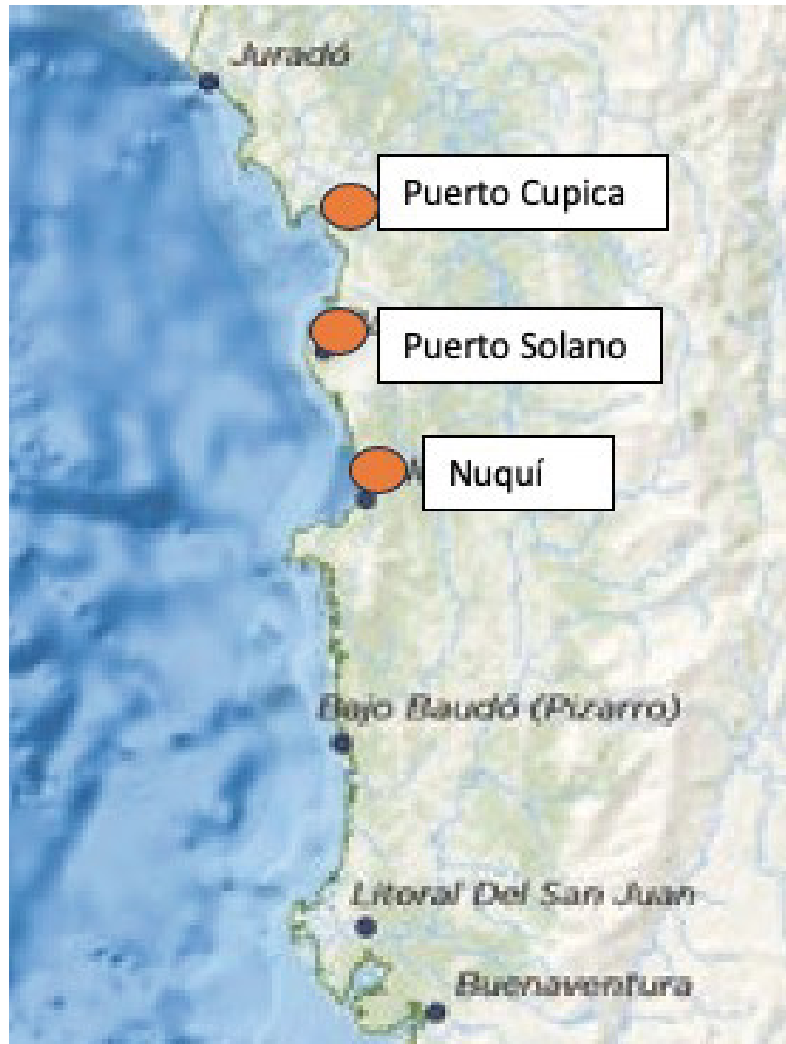 Juradó
Puerto Cupica
Puerto Solano
Nuquí
Bajo Baudó (Pizarro)
Litoral Del San Juan
Buenaventura